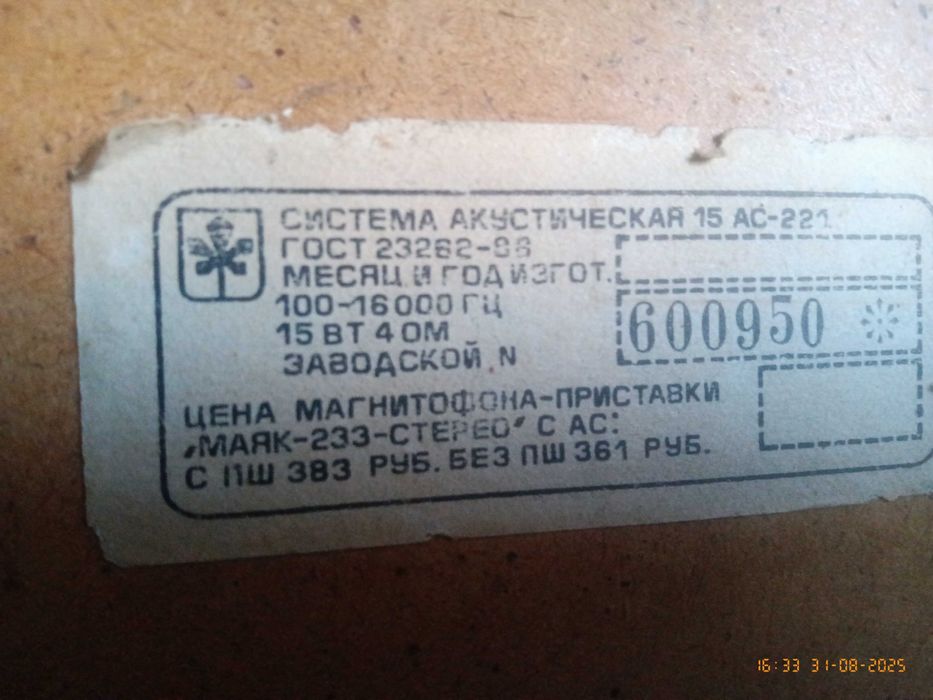 СИСТЕМА АКУСТИЧЕСКАЯ 15 АС-221
ГОСТ 23262-88
МЕСЯЦ И ГОД ИЗГОТ.
100-16000 ГЦ
15 ВТ 4 ОМ
600950 *
ЗАВОДСКОЙ N
ЦЕНА МАГНИТОФОНА-ПРИСТАВКИ
„МАЯК-233-СТЕРЕО" С АС:
С ПШ 383 РУБ. БЕЗ ПШ 361 РУБ.
16:33 31-08-2025